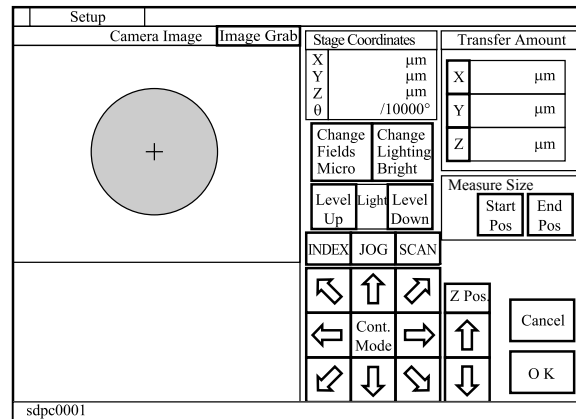 Setup
Camera Image Image Grab
Stage Coordinates
X μm
Y μm
Z μm
θ /10000°
Transfer Amount
X μm
Y μm
Z μm
Change
Fields
Micro
Change
Lighting
Bright
Level
Up
Light
Level
Down
Measure Size
Start
Pos
End
Pos
INDEX JOG SCAN
Cont.
Mode
Z Pos.
Cancel
O K
sdpc0001